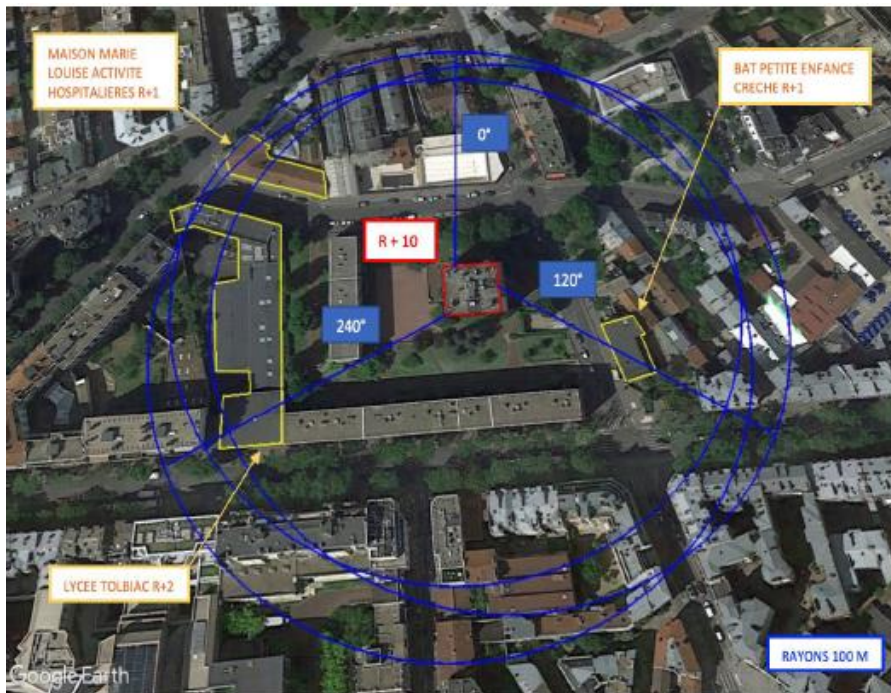 MAISON MARIE
LOUISE ACTIVITE
HOSPITALIERES R+1
BAT PETITE ENFANCE
CRECHE R+1
0°
R + 10
120°
240°
LYCEE TOLBIAC R+2
RAYONS 100 M
Google Earth